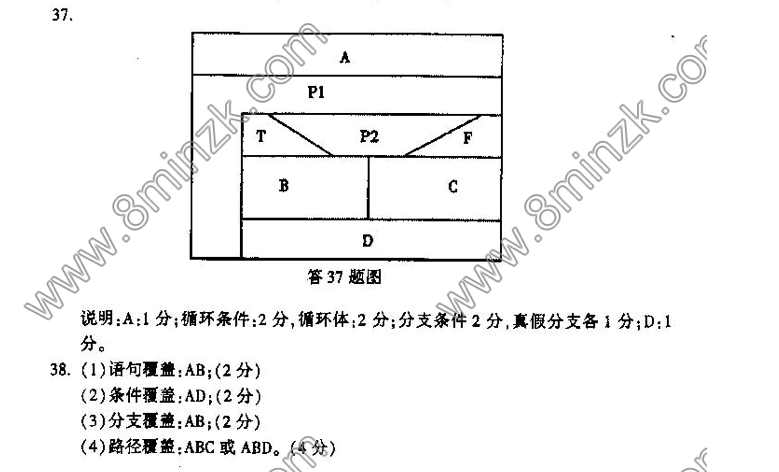 37.
A
P1
T P2 F
B C
D
答 37 题图
说明:A:1 分;循环条件:2 分,循环体;2 分;分支条件 2 分,真假分支各 1 分;D:1
分。
38. (1)语句覆盖:AB;(2 分)
(2)条件覆盖:AD;(2 分)
(3)分支覆盖:AB;(2 分)
(4)路径覆盖:ABC 或 ABD。(4 分)
www.8minzk.com
www.8minzk.com